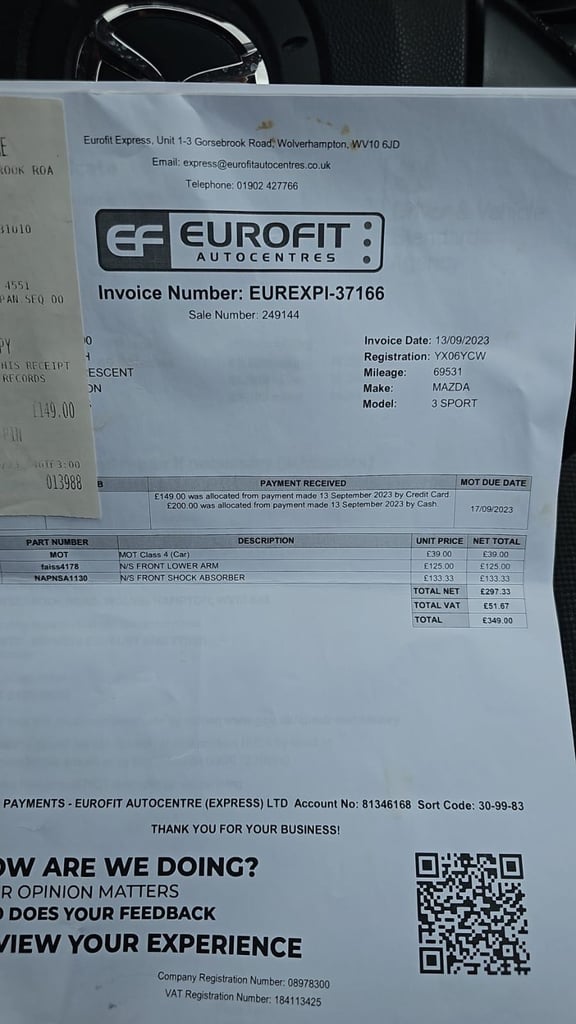 Eurofit Express, Unit 1-3 Gorsebrook Road, Wolverhampton, WV10 6JD
Email: express@eurofitautocentres.co.uk
Telephone: 01902 427766
EF EUROFIT
AUTOCENTRES
Invoice Number: EUREXPI-37166
Sale Number: 249144
Invoice Date: 13/09/2023
Registration: YX06YCW
Mileage: 69531
Make: MAZDA
Model: 3 SPORT
E
ROOK ROA
31010
4551
PAN.SEQ 00
PY
HIS RECEIPT
RECORDS
£149.00
PIN
013988
00
H
ESCENT
ON
B PAYMENT RECEIVED MOT DUE DATE
£149.00 was allocated from payment made 13 September 2023 by Credit Card.
£200.00 was allocated from payment made 13 September 2023 by Cash.
17/09/2023
PART NUMBER DESCRIPTION UNIT PRICE NET TOTAL
MOT MOT Class 4 (Car) £39.00 £39.00
faiss4178 N/S FRONT LOWER ARM £125.00 £125.00
NAPNSA1130 N/S FRONT SHOCK ABSORBER £133.33 £133.33
TOTAL NET £297.33
TOTAL VAT £51.67
TOTAL £349.00
PAYMENTS - EUROFIT AUTOCENTRE (EXPRESS) LTD Account No: 81346168 Sort Code: 30-99-83
THANK YOU FOR YOUR BUSINESS!
OW ARE WE DOING?
R OPINION MATTERS
O DOES YOUR FEEDBACK
VIEW YOUR EXPERIENCE
Company Registration Number: 08978300
VAT Registration Number: 184113425